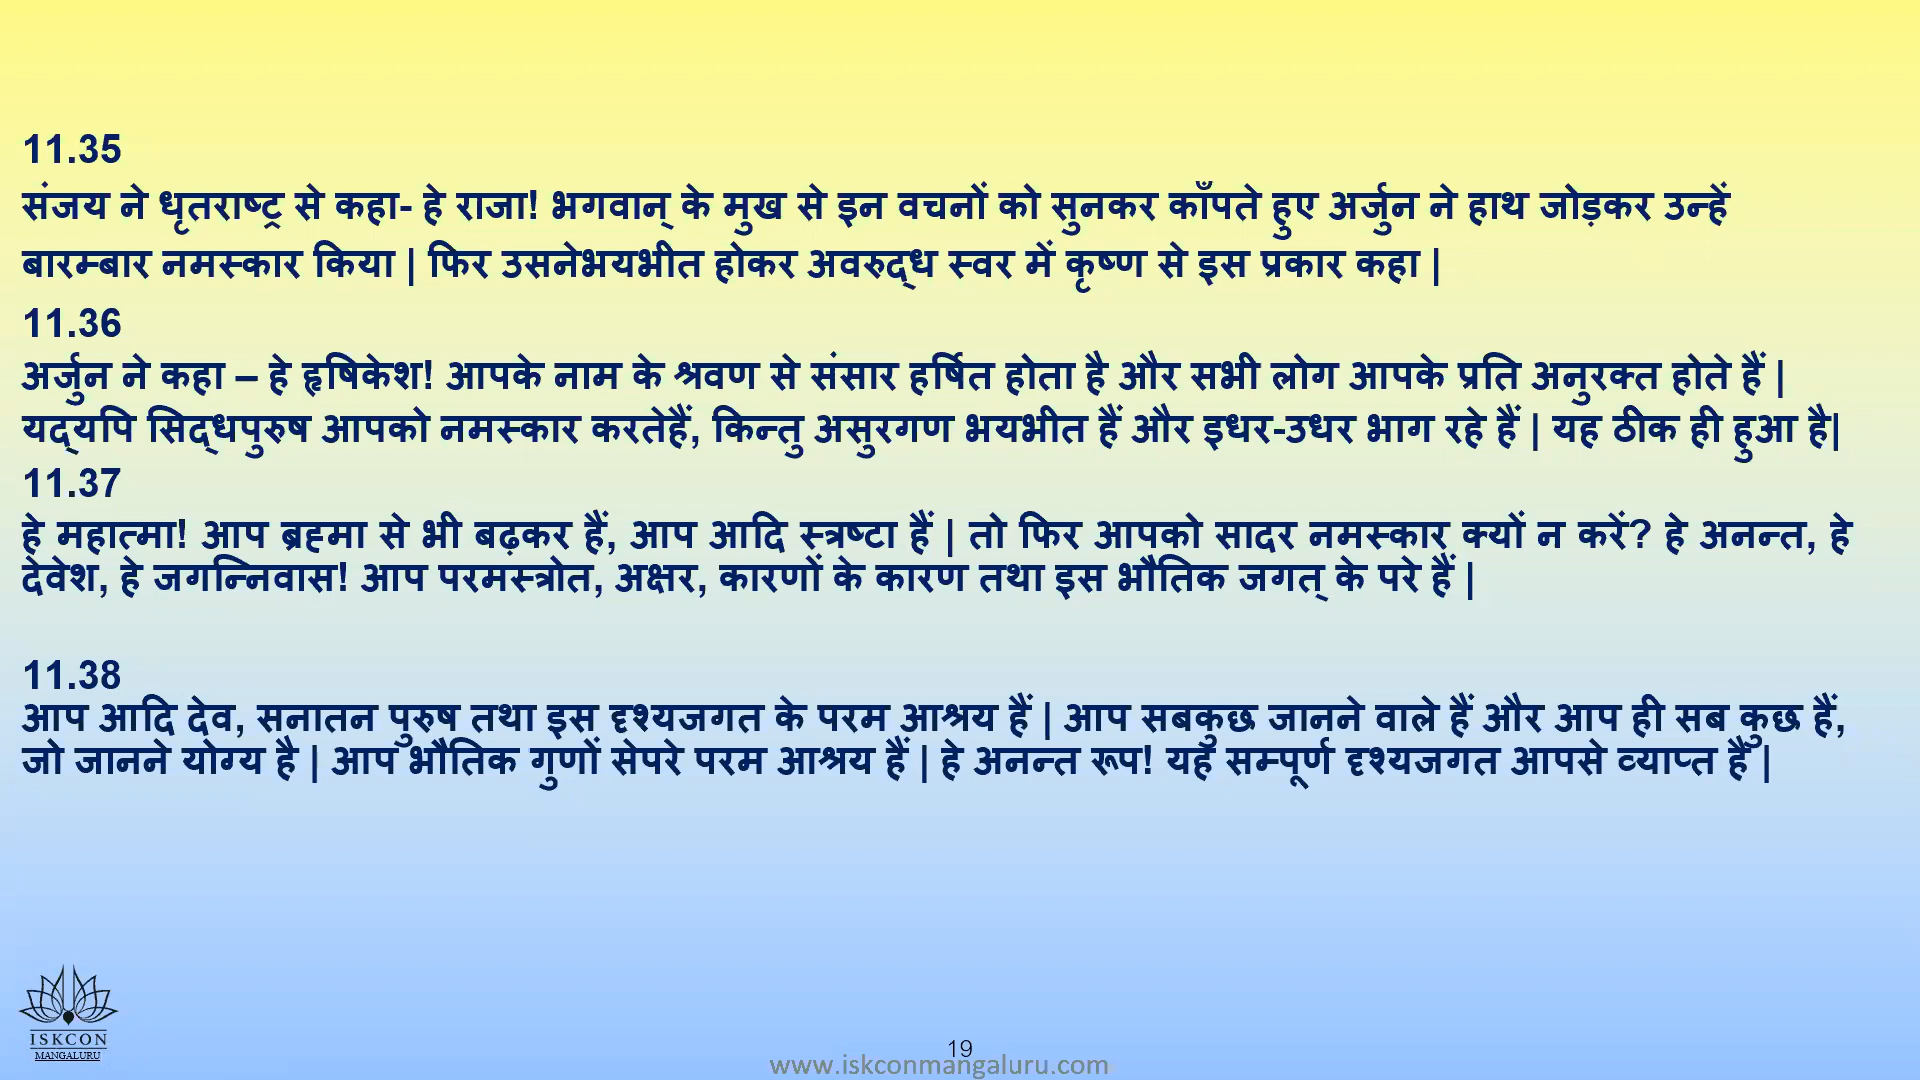 11.35
संजय ने धृतराष्ट्र से कहा- हे राजा! भगवान् के मुख से इन वचनों को सुनकर काँपते हुए अर्जुन ने हाथ जोड़कर उन्हें
बारम्बार नमस्कार किया | फिर उसनेभयभीत होकर अवरुद्ध स्वर में कृष्ण से इस प्रकार कहा |
11.36
अर्जुन ने कहा – हे हृषिकेश! आपके नाम के श्रवण से संसार हर्षित होता है और सभी लोग आपके प्रति अनुरक्त होते हैं |
यद्यपि सिद्धपुरुष आपको नमस्कार करतेहैं, किन्तु असुरगण भयभीत हैं और इधर-उधर भाग रहे हैं | यह ठीक ही हुआ है|
11.37
हे महात्मा! आप ब्रह्मा से भी बढ़कर हैं, आप आदि स्त्रष्टा हैं | तो फिर आपको सादर नमस्कार क्यों न करें? हे अनन्त, हे
देवेश, हे जगन्निवास! आप परमस्त्रोत, अक्षर, कारणों के कारण तथा इस भौतिक जगत् के परे हैं |
11.38
आप आदि देव, सनातन पुरुष तथा इस दृश्यजगत के परम आश्रय हैं | आप सबकुछ जानने वाले हैं और आप ही सब कुछ हैं,
जो जानने योग्य है | आप भौतिक गुणों सेपरे परम आश्रय हैं | हे अनन्त रूप! यह सम्पूर्ण दृश्यजगत आपसे व्याप्त है |
ISKCON
MANGALURU
19
www.iskconmangaluru.com